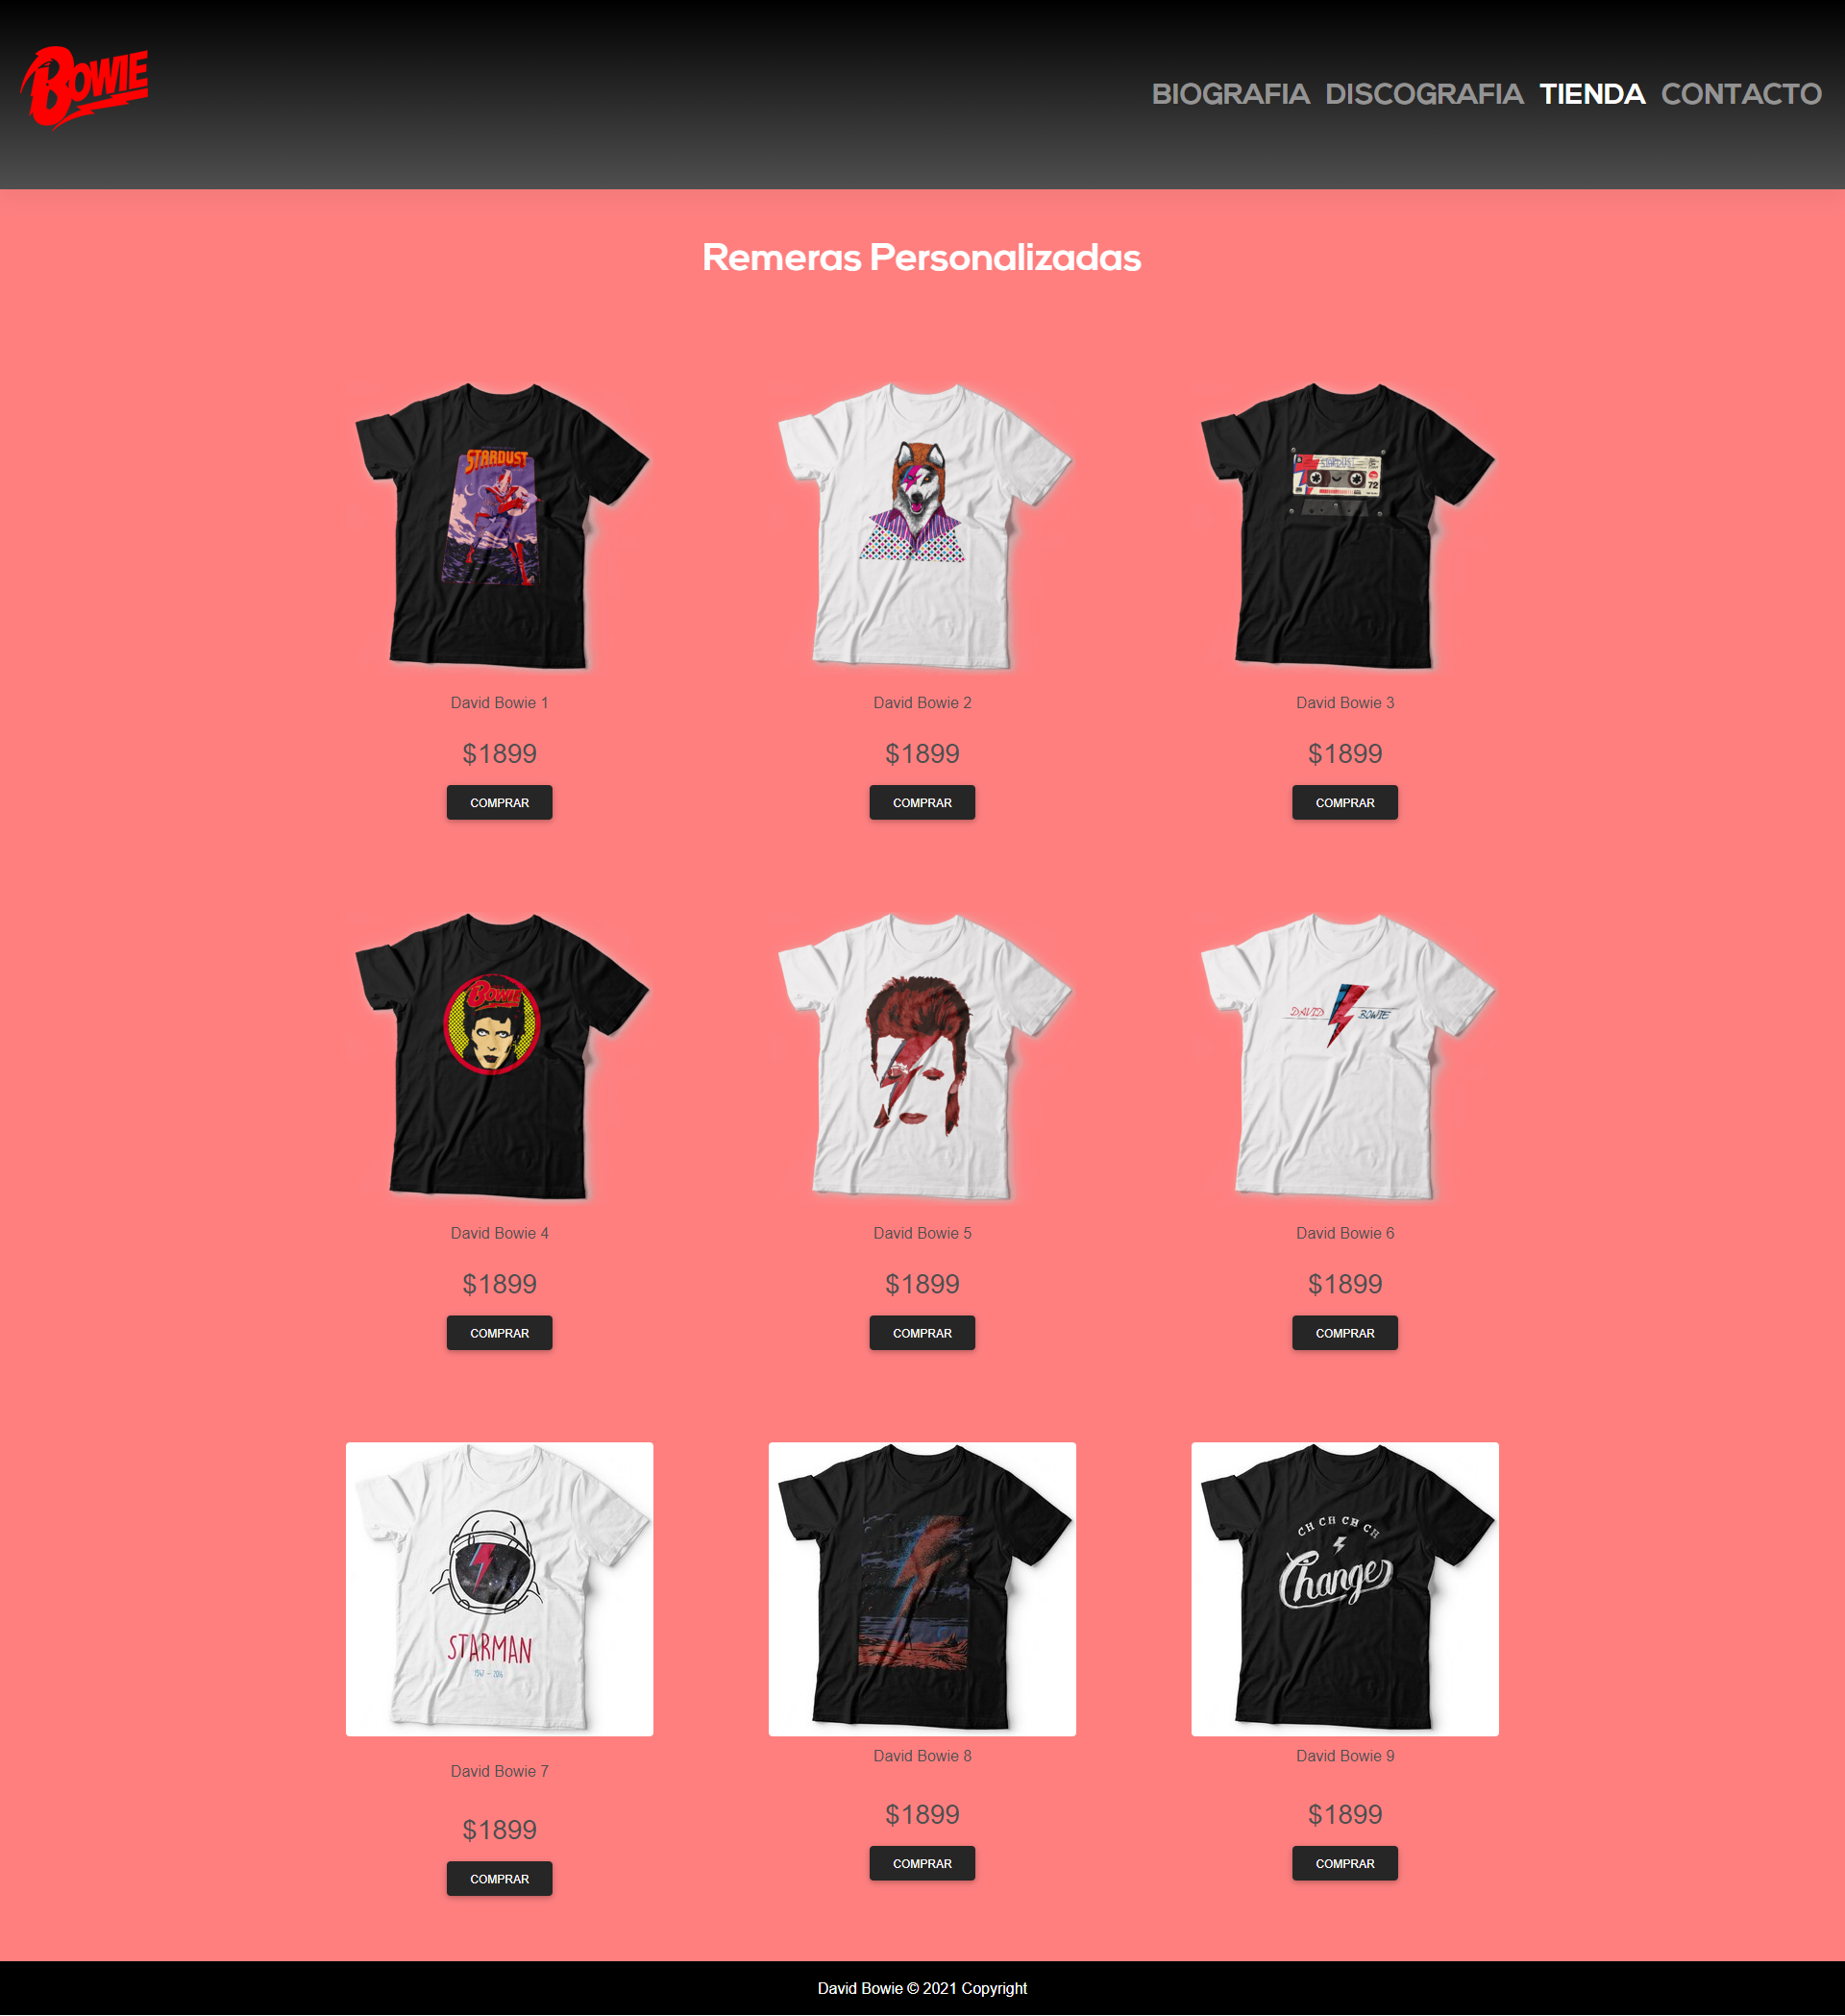 BOWIE
BIOGRAFIA DISCOGRAFIA TIENDA CONTACTO
Remeras Personalizadas
STARDUST
72
David Bowie 1
David Bowie 2
David Bowie 3
$1899
$1899
$1899
COMPRAR
COMPRAR
COMPRAR
BOWIE
DAVID BOWIE
David Bowie 4
David Bowie 5
David Bowie 6
$1899
$1899
$1899
COMPRAR
COMPRAR
COMPRAR
CH CH CH CH
Changes
STARMAN
David Bowie 7
David Bowie 8
David Bowie 9
$1899
$1899
$1899
COMPRAR
COMPRAR
COMPRAR
David Bowie © 2021 Copyright